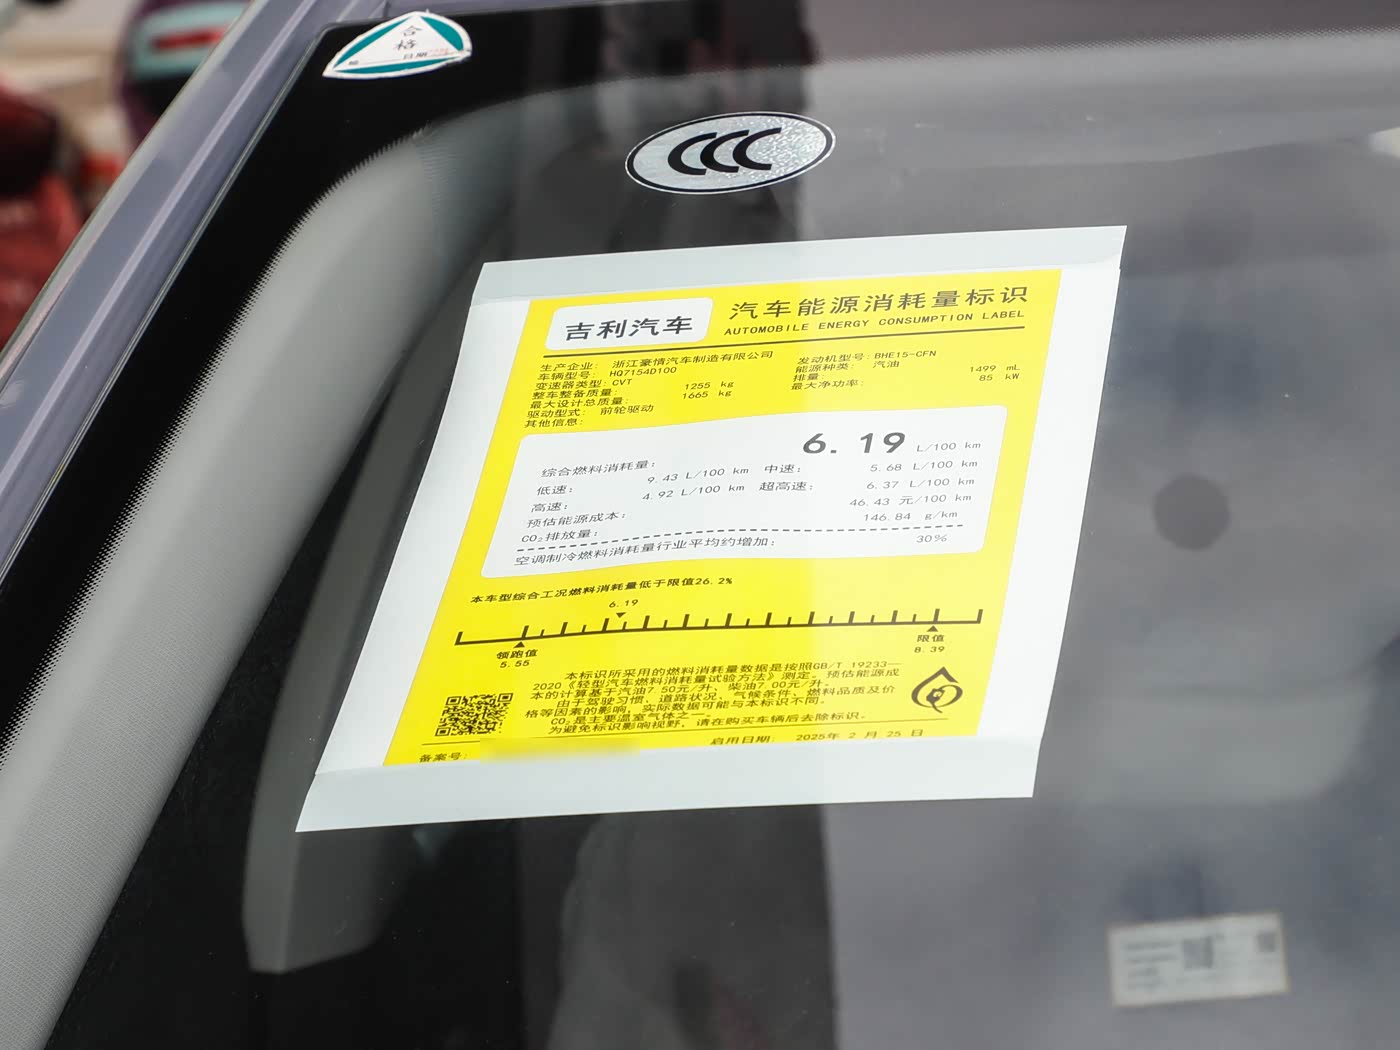 合
格
日期
CCC
吉利汽车
汽车能源消耗量标识
AUTOMOBILE ENERGY CONSUMPTION LABEL
生产企业: 浙江豪情汽车制造有限公司
车辆型号: HQ7154D100
变速器类型: CVT
整车整备质量: 1255 kg
最大设计总质量: 1665 kg
驱动型式: 前轮驱动
其他信息:
发动机型号: BHE15-CFN
能源种类: 汽油
排量: 1499 mL
最大净功率: 85 kW
综合燃料消耗量: 6.19 L/100 km
低速: 9.43 L/100 km 中速: 5.68 L/100 km
高速: 4.92 L/100 km 超高速: 6.37 L/100 km
预估能源成本: 46.43 元/100 km
CO₂排放量: 146.84 g/km
空调制冷燃料消耗量行业平均约增加: 30%
本车型综合工况燃料消耗量低于限值26.2%
6.19
领跑值
5.55
限值
8.39
本标识所采用的燃料消耗量数据是按照GB/T 19233—
2020《轻型汽车燃料消耗量试验方法》测定。预估能源成
本的计算基于汽油7.50元/升、柴油7.00元/升。
由于驾驶习惯、道路状况、气候条件、燃料品质及价
格等因素的影响，实际数据可能与本标识不同。
CO₂是主要温室气体之一。
为避免标识影响视野，请在购买车辆后去除标识。
备案号:
启用日期: 2025年 2 月 25 日